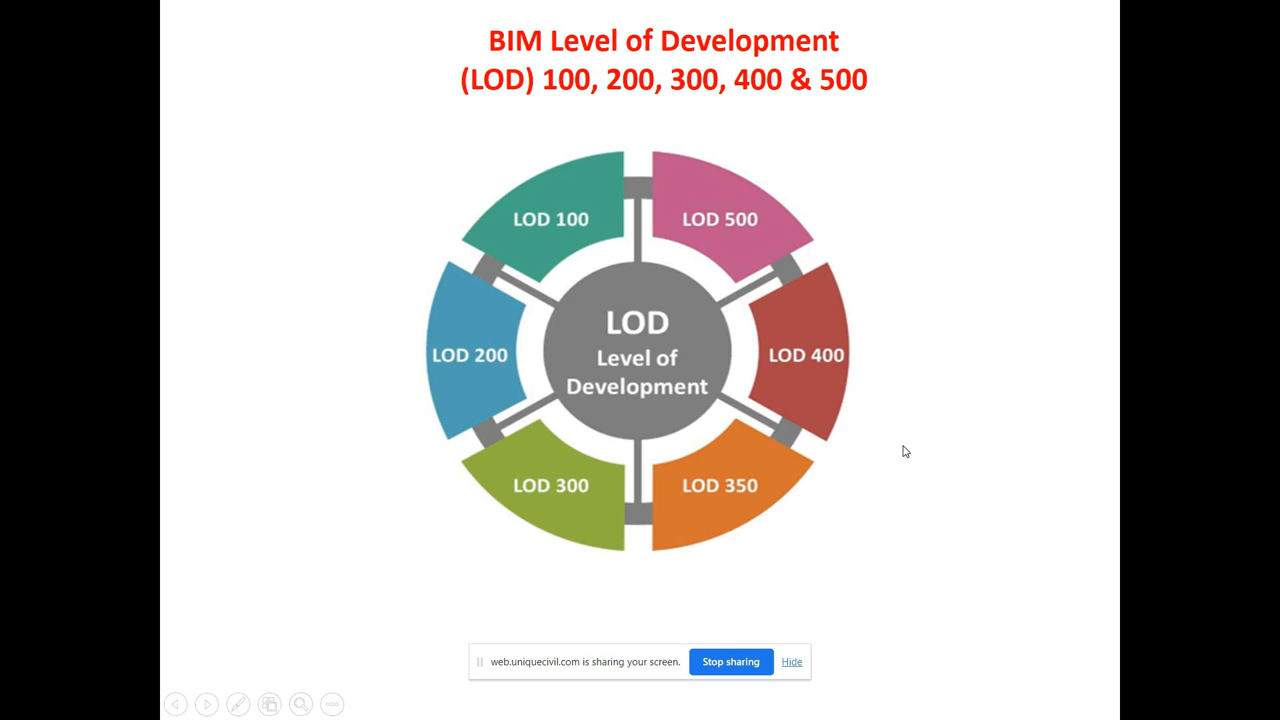 BIM Level of Development
(LOD) 100, 200, 300, 400 & 500
LOD 100
LOD 500
LOD 200
LOD
Level of
Development
LOD 400
LOD 300
LOD 350
web.uniquecivil.com is sharing your screen.
Stop sharing
Hide